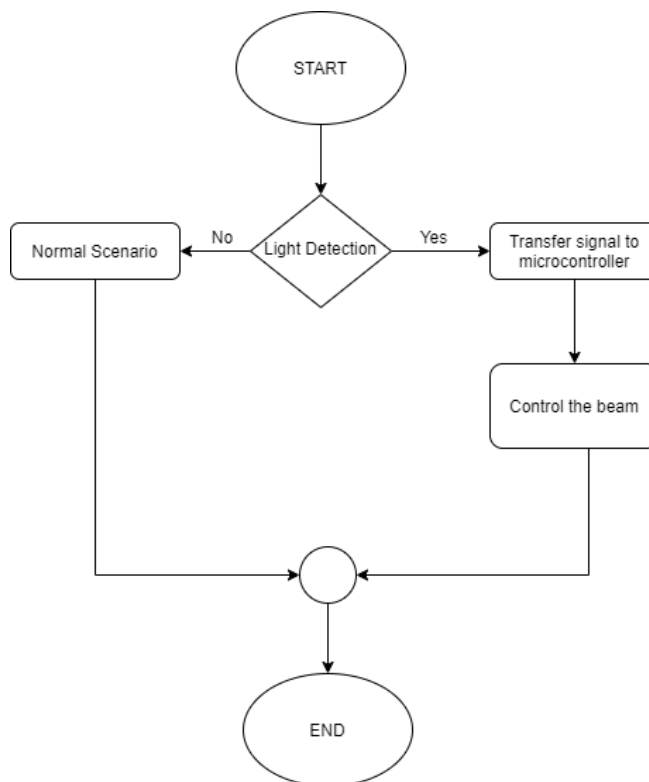 START
No
Light Detection
Yes
Normal Scenario
Transfer signal to
microcontroller
Control the beam
END